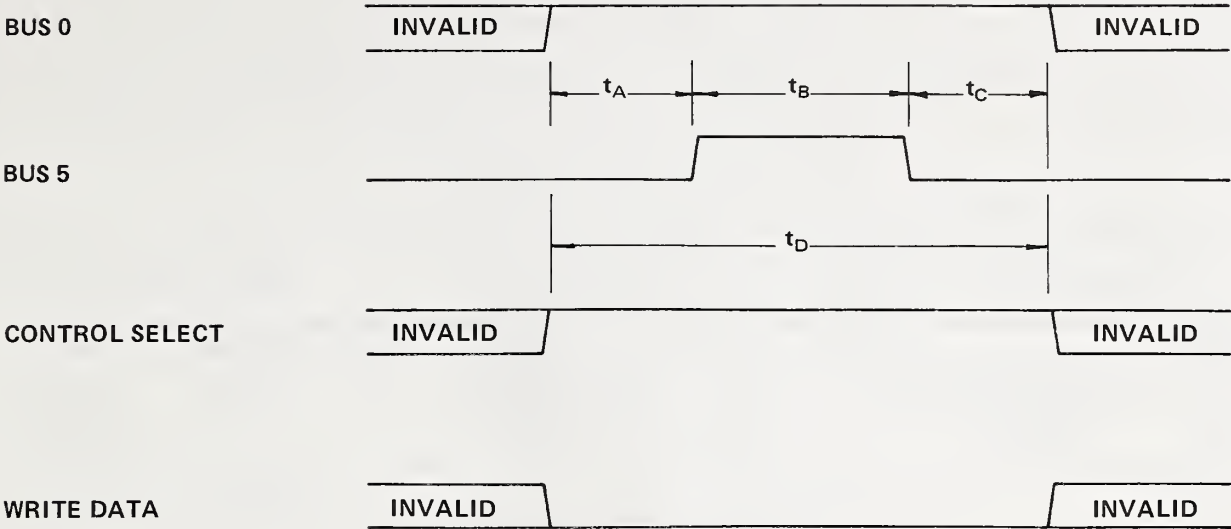 BUS 0 INVALID INVALID
tA tB tC
BUS 5
tD
CONTROL SELECT INVALID INVALID
WRITE DATA INVALID INVALID